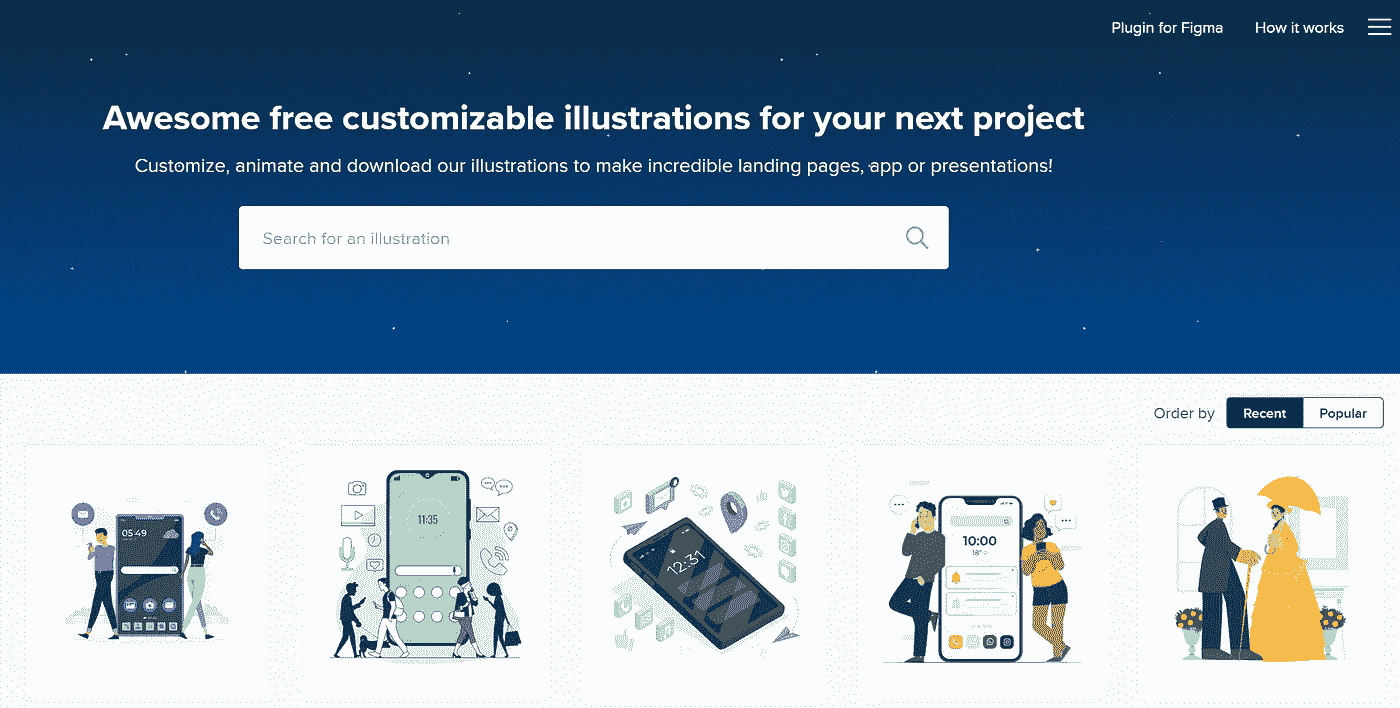 Plugin for Figma How it works
Awesome free customizable illustrations for your next project
Customize, animate and download our illustrations to make incredible landing pages, app or presentations!
Search for an illustration
Order by Recent Popular
05 49
11:35
12:31
10:00
18°